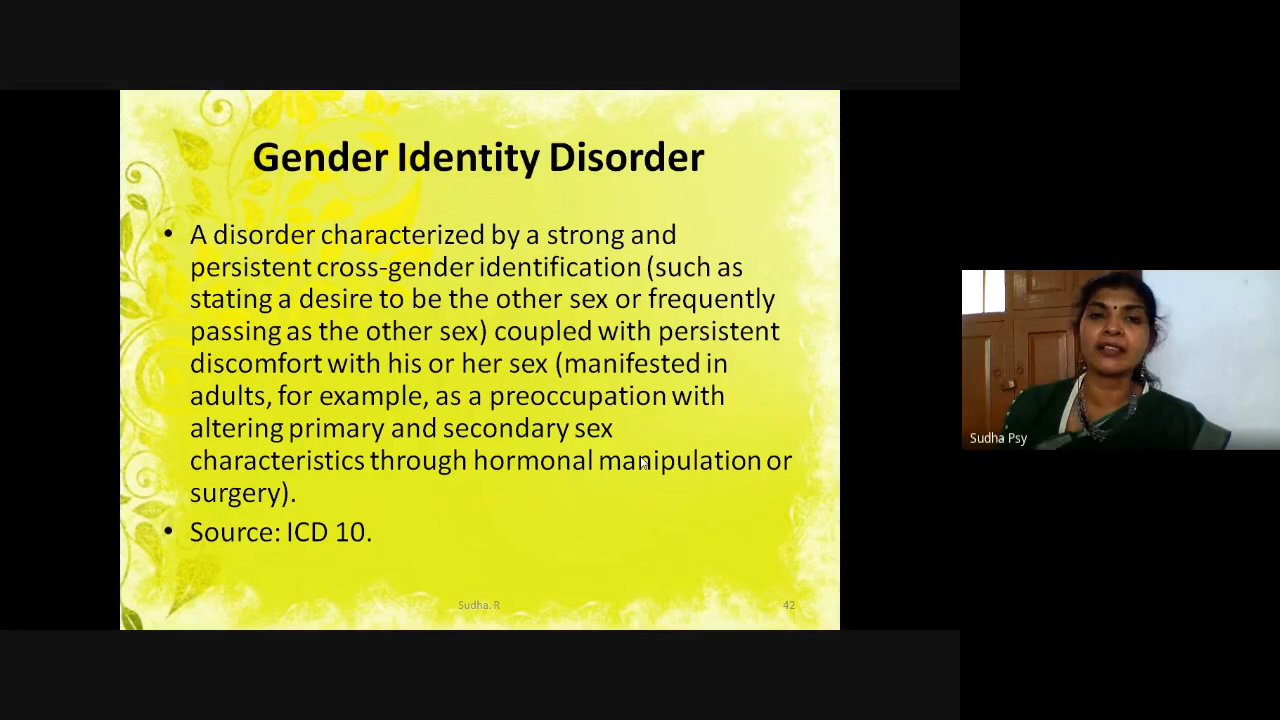 Gender Identity Disorder
• A disorder characterized by a strong and
persistent cross-gender identification (such as
stating a desire to be the other sex or frequently
passing as the other sex) coupled with persistent
discomfort with his or her sex (manifested in
adults, for example, as a preoccupation with
altering primary and secondary sex
characteristics through hormonal manipulation or
surgery).
• Source: ICD 10.
Sudha. R
42
Sudha Psy